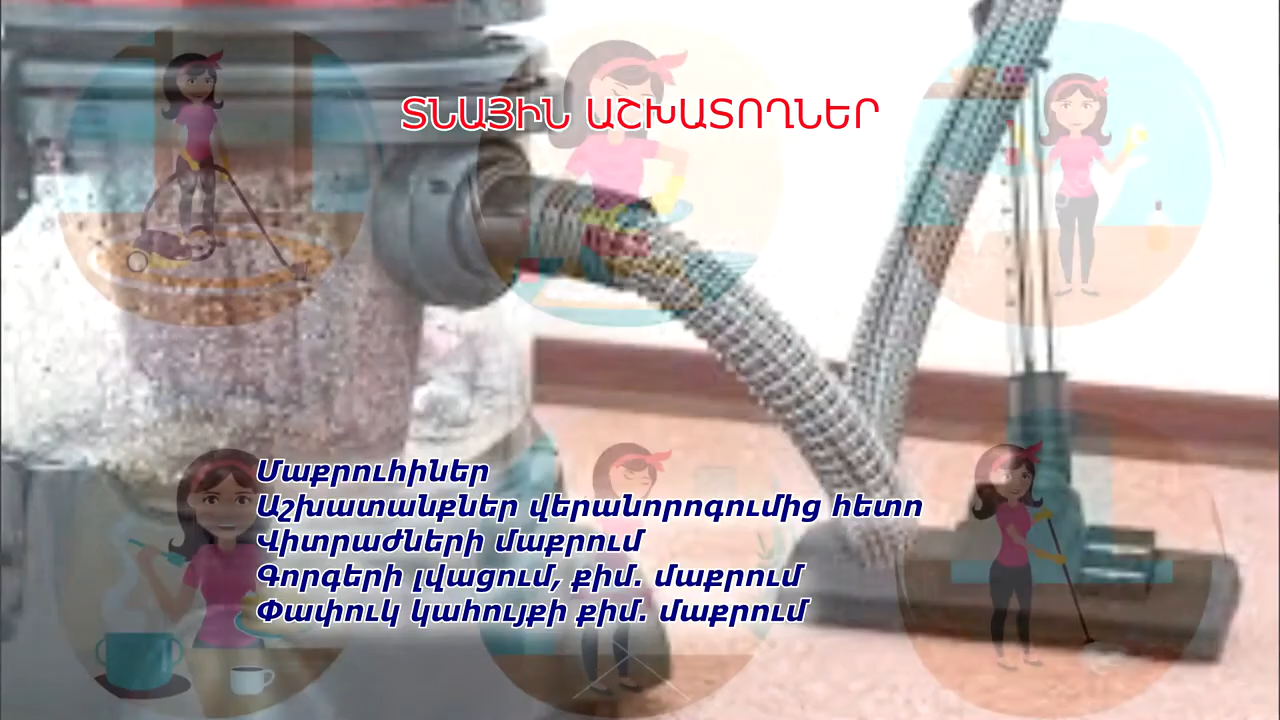 ՏՆԱՅԻՆ ԱՇԽԱՏՈՂՆԵՐ
Մաքրուհիներ
Աշխատանքներ վերանորոգումից հետո
Վիտրաժների մաքրում
Գորգերի լվացում, քիմ. մաքրում
Փափուկ կահույքի քիմ. մաքրում